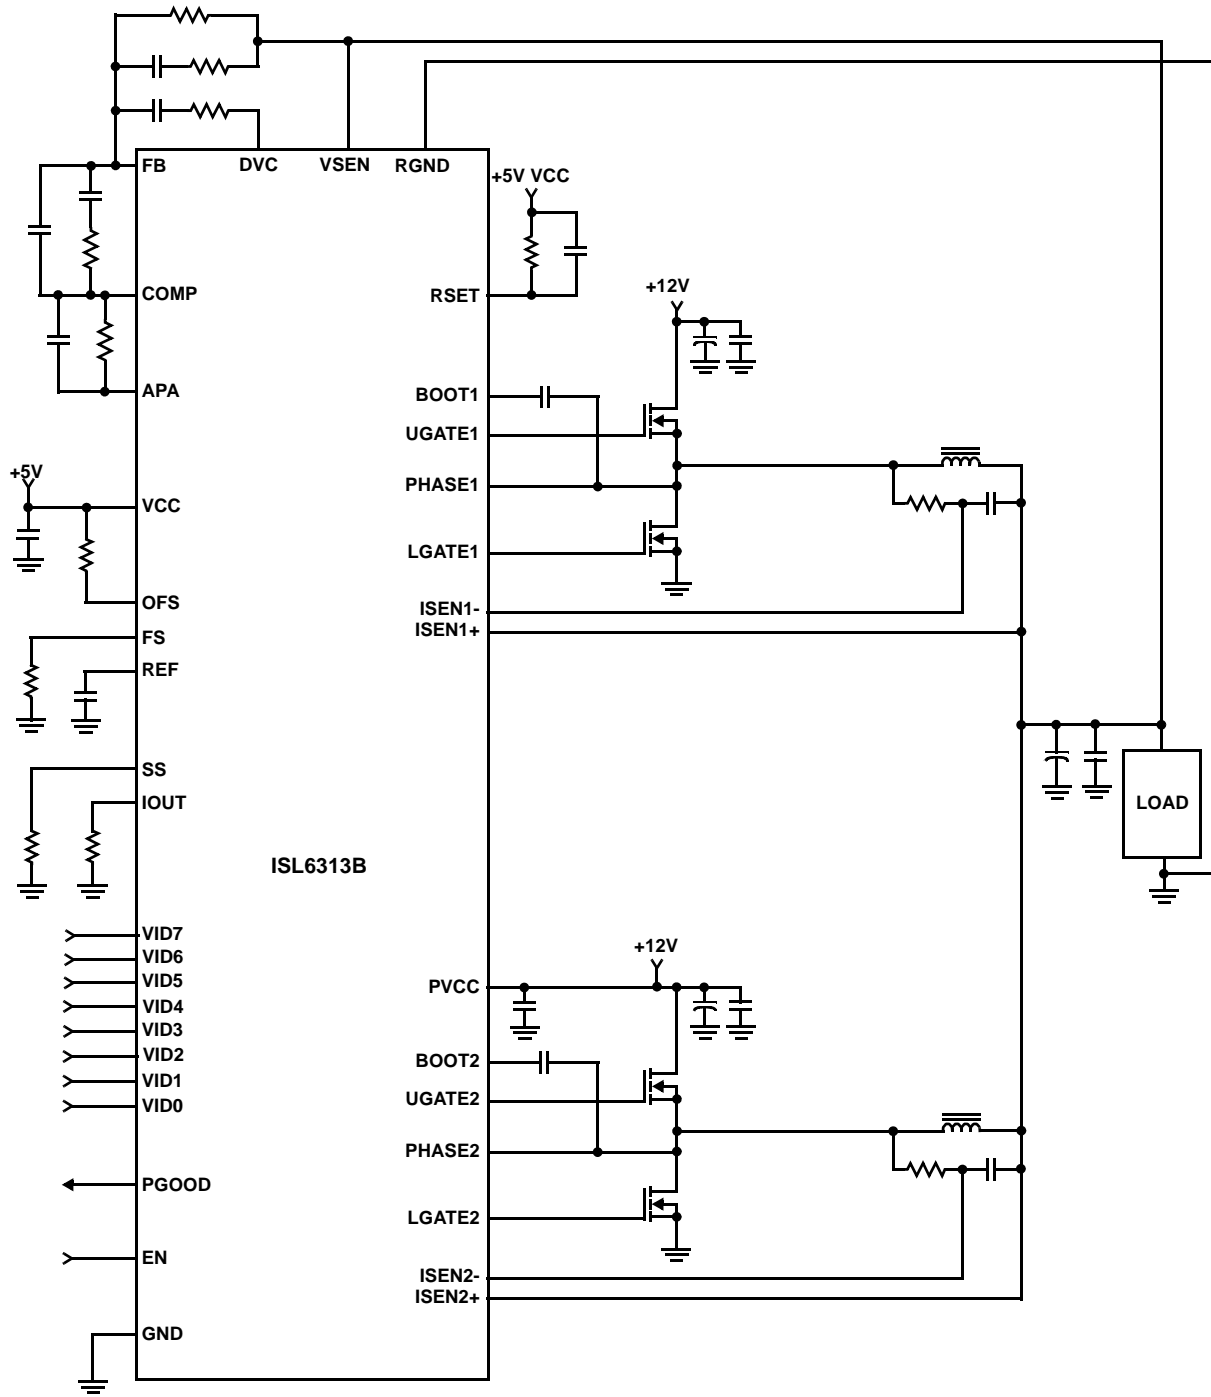 FB
DVC
VSEN
RGND
+5V VCC
COMP
RSET
+12V
APA
BOOT1
UGATE1
+5V
PHASE1
VCC
LGATE1
OFS
ISEN1-
ISEN1+
FS
REF
SS
IOUT
LOAD
ISL6313B
VID7
VID6
VID5
VID4
VID3
VID2
VID1
VID0
+12V
PVCC
BOOT2
UGATE2
PHASE2
PGOOD
LGATE2
EN
ISEN2-
ISEN2+
GND